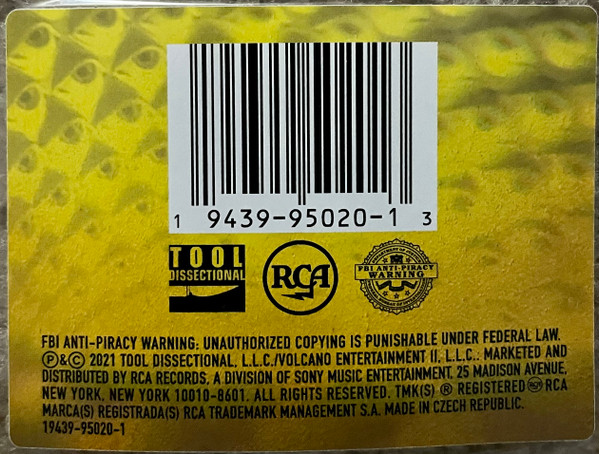 1 9439-95020-1 3
TOOL
DISSECTIONAL
RCA
FBI ANTI-PIRACY
WARNING
FBI ANTI-PIRACY WARNING: UNAUTHORIZED COPYING IS PUNISHABLE UNDER FEDERAL LAW.
Ⓟ&© 2021 TOOL DISSECTIONAL, L.L.C./VOLCANO ENTERTAINMENT II, L.L.C.: MARKETED AND
DISTRIBUTED BY RCA RECORDS, A DIVISION OF SONY MUSIC ENTERTAINMENT, 25 MADISON AVENUE,
NEW YORK, NEW YORK 10010-8601. ALL RIGHTS RESERVED. TMK(S) ® REGISTERED RCA RCA
MARCA(S) REGISTRADA(S) RCA TRADEMARK MANAGEMENT S.A. MADE IN CZECH REPUBLIC.
19439-95020-1